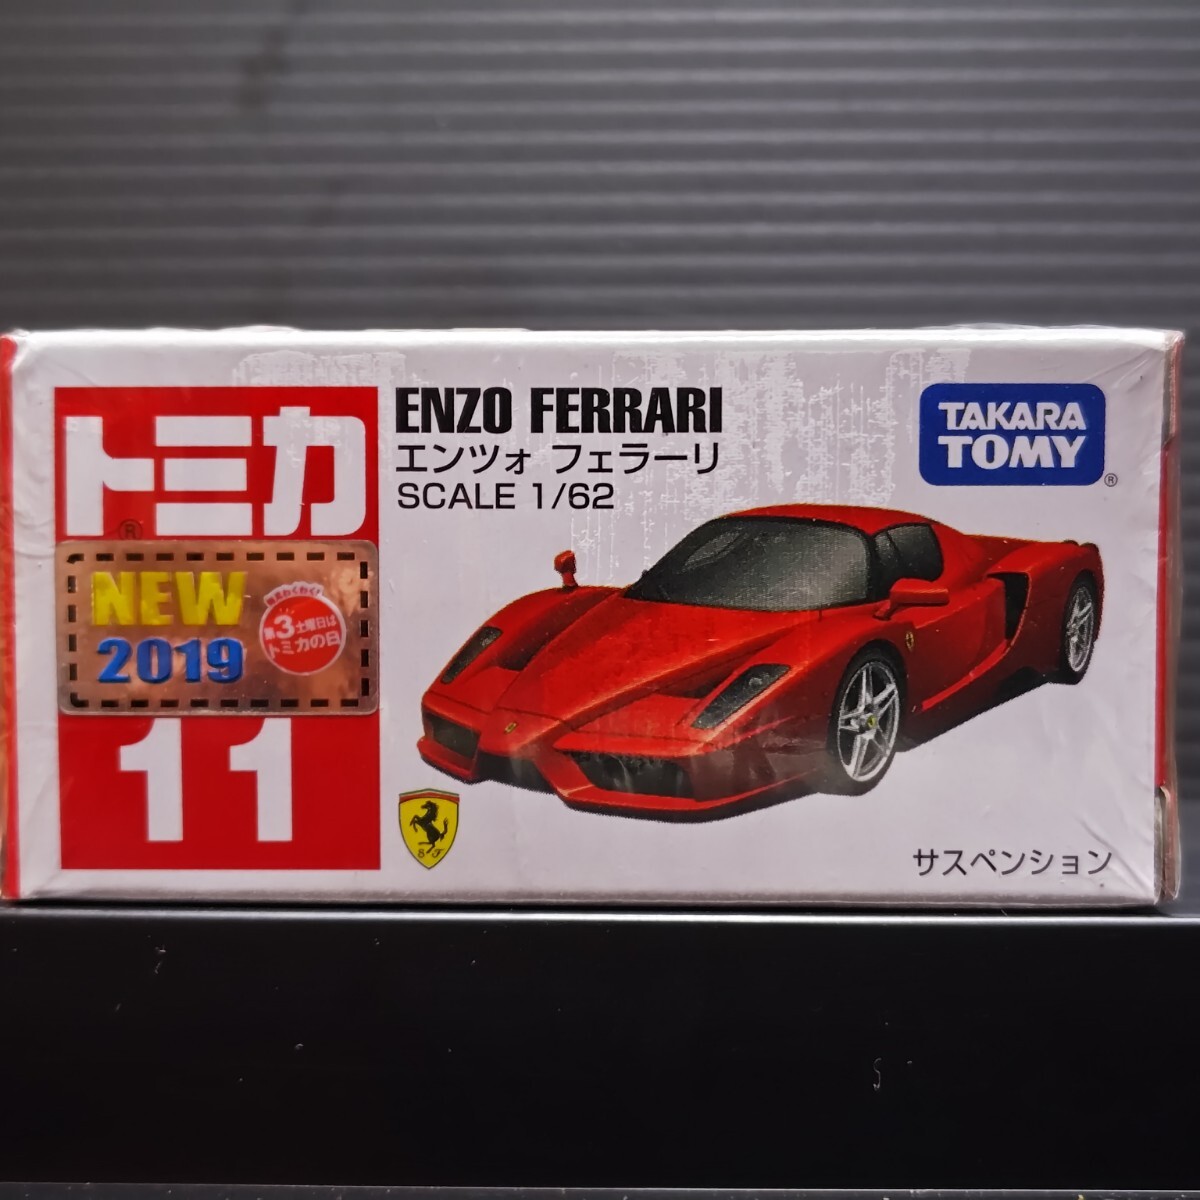 トミカ
®
NEW
2019
毎月わくわく!
第3土曜日は
トミカの日
11
ENZO FERRARI
エンツォ フェラーリ
SCALE 1/62
TAKARA
TOMY
®
S F
サスペンション